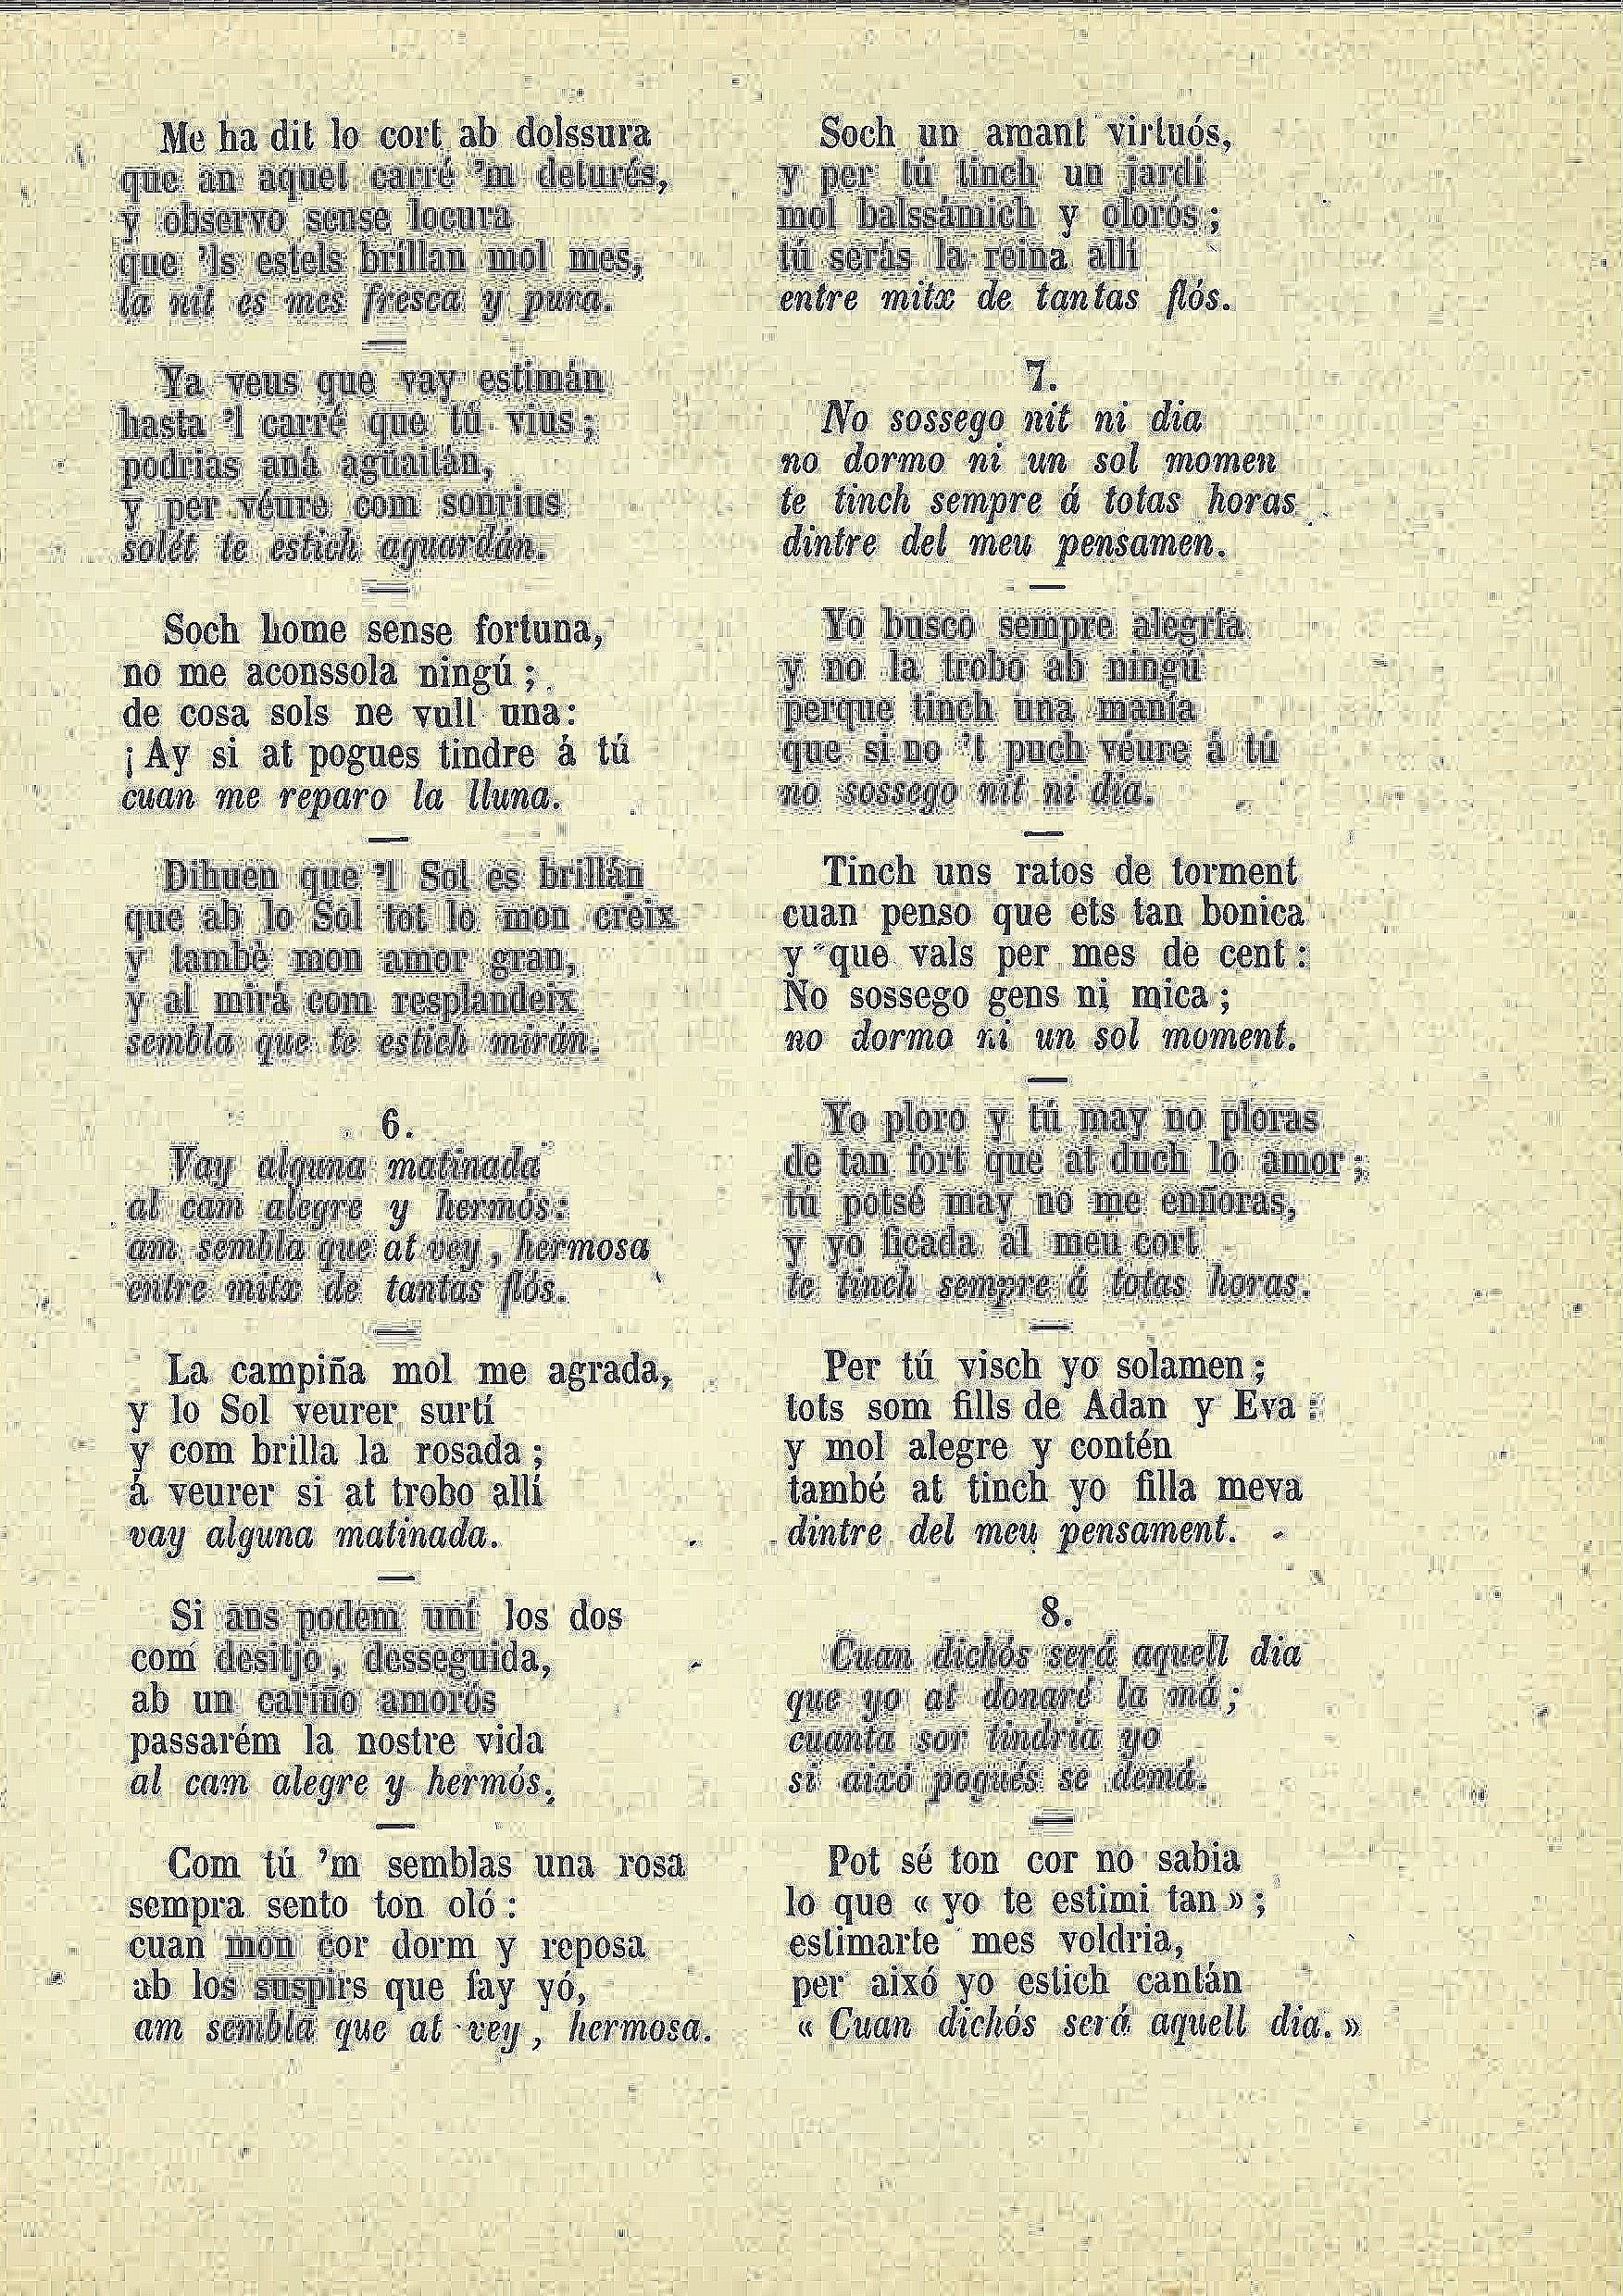 Me ha dit lo cort ab dolssura
que an aquet carré 'm deturés,
y observo sense locura
que 'ls estels brillan mol mes,
la nit es mes fresca y pura.
Ya veus que vay estimán
hasta 'l carré que tú vius;
podrias aná aguaitán,
y per véure com sonrius
solét te estich aguardán.
Soch home sense fortuna,
no me aconssola ningú;
de cosa sols ne vull una:
¡Ay si at pogues tindre á tú
cuan me reparo la lluna.
Dihuen que 'l Sol es brillán
que ab lo Sol tot lo mon creix
y també mon amor gran,
y al mirá com resplandeix
sembla que te estich mirán.
6.
Vay alguna matinada
al cam alegre y hermós:
am sembla que at vey, hermosa
entre mitx de tantas flós.
La campiña mol me agrada,
y lo Sol veurer surtí
y com brilla la rosada;
á veurer si at trobo allí
vay alguna matinada.
Si ans podem uní los dos
com desitjo, desseguida,
ab un cariño amorós
passarém la nostre vida
al cam alegre y hermós.
Com tú 'm semblas una rosa
sempra sento ton oló:
cuan mon cor dorm y reposa
ab los suspirs que fay yó,
am sembla que at vey, hermosa.
Soch un amant virtuós,
y per tú tinch un jardi
mol balssámich y olorós;
tú serás la reina allí
entre mitx de tantas flós.
7.
No sossego nit ni dia
no dormo ni un sol momen
te tinch sempre á totas horas
dintre del meu pensamen.
Yo busco sempre alegría
y no la trobo ab ningú
perque tinch una manía
que si no 't puch véure á tú
no sossego nit ni dia.
Tinch uns ratos de torment
cuan penso que ets tan bonica
y que vals per mes de cent:
No sossego gens ni mica;
no dormo ni un sol moment.
Yo ploro y tú may no ploras
de tan fort que at duch lo amor;
tú potsé may no me enñoras,
y yo ficada al meu cort
te tinch sempre á totas horas.
Per tú visch yo solamen;
tots som fills de Adan y Eva:
y mol alegre y contén
també at tinch yo filla meva
dintre del meu pensament.
8.
Cuan dichós será aquell dia
que yo at donaré la má;
cuanta sor tindria yo
si aixó pogués se demá.
Pot sé ton cor no sabia
lo que « yo te estimi tan »;
estimarte mes voldria,
per aixó yo estich cantán
« Cuan dichós será aquell dia. »